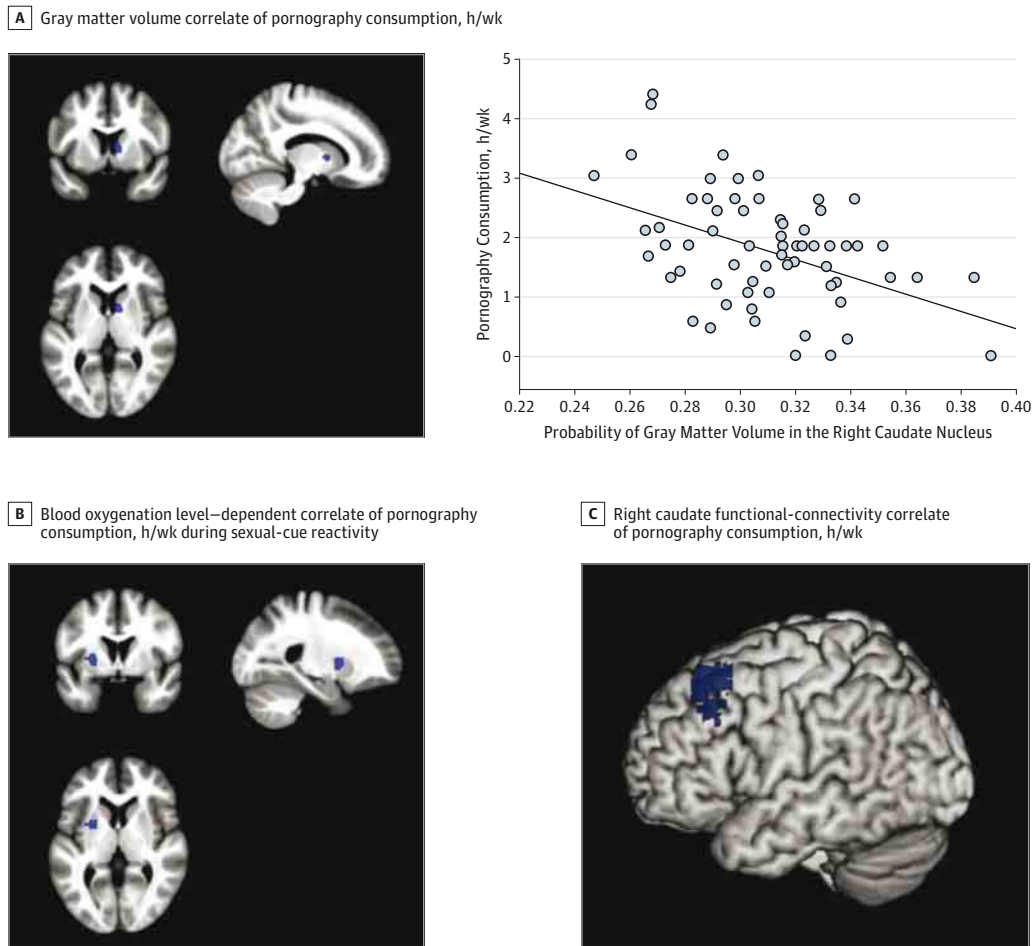 A Gray matter volume correlate of pornography consumption, h/wk
Pornography Consumption, h/wk
5
4
3
2
1
0
0.22 0.24 0.26 0.28 0.30 0.32 0.34 0.36 0.38 0.40
Probability of Gray Matter Volume in the Right Caudate Nucleus
B Blood oxygenation level–dependent correlate of pornography
consumption, h/wk during sexual-cue reactivity
C Right caudate functional-connectivity correlate
of pornography consumption, h/wk